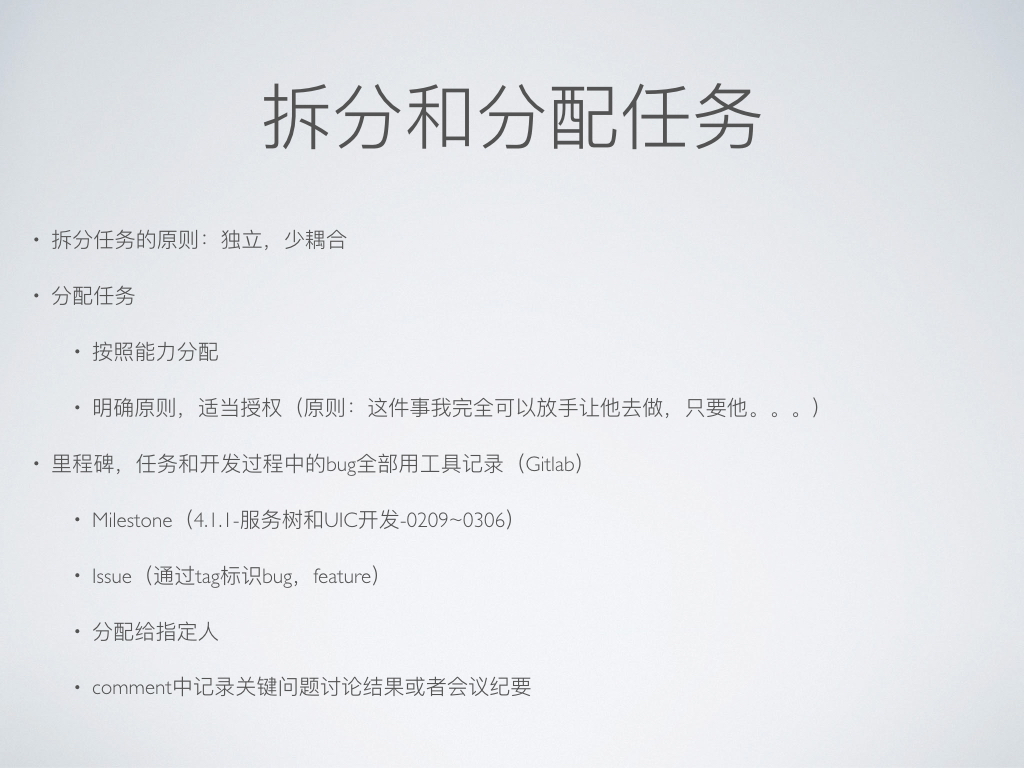 拆分和分配任务
• 拆分任务的原则：独立，少耦合
• 分配任务
• 按照能力分配
• 明确原则，适当授权（原则：这件事我完全可以放手让他去做，只要他。。。）
• 里程碑，任务和开发过程中的bug全部用工具记录（Gitlab）
• Milestone（4.1.1-服务树和UIC开发-0209~0306）
• Issue（通过tag标识bug，feature）
• 分配给指定人
• comment中记录关键问题讨论结果或者会议纪要